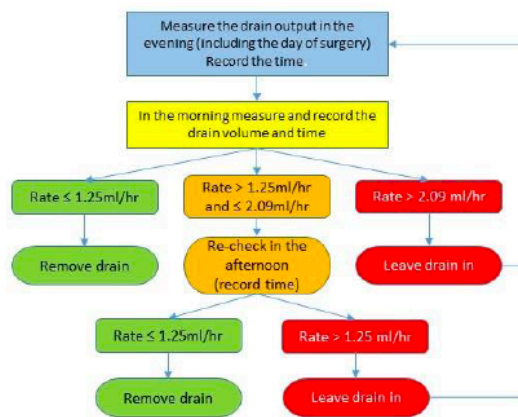 Measure the drain output in the
evening (including the day of surgery)
Record the time
In the morning measure and record the
drain volume and time
Rate ≤ 1.25ml/hr
Rate > 1.25ml/hr
and ≤ 2.09ml/hr
Rate > 2.09 ml/hr
Remove drain
Re-check in the
afternoon
(record time)
Leave drain in
Rate ≤ 1.25ml/hr
Rate > 1.25 ml/hr
Remove drain
Leave drain in